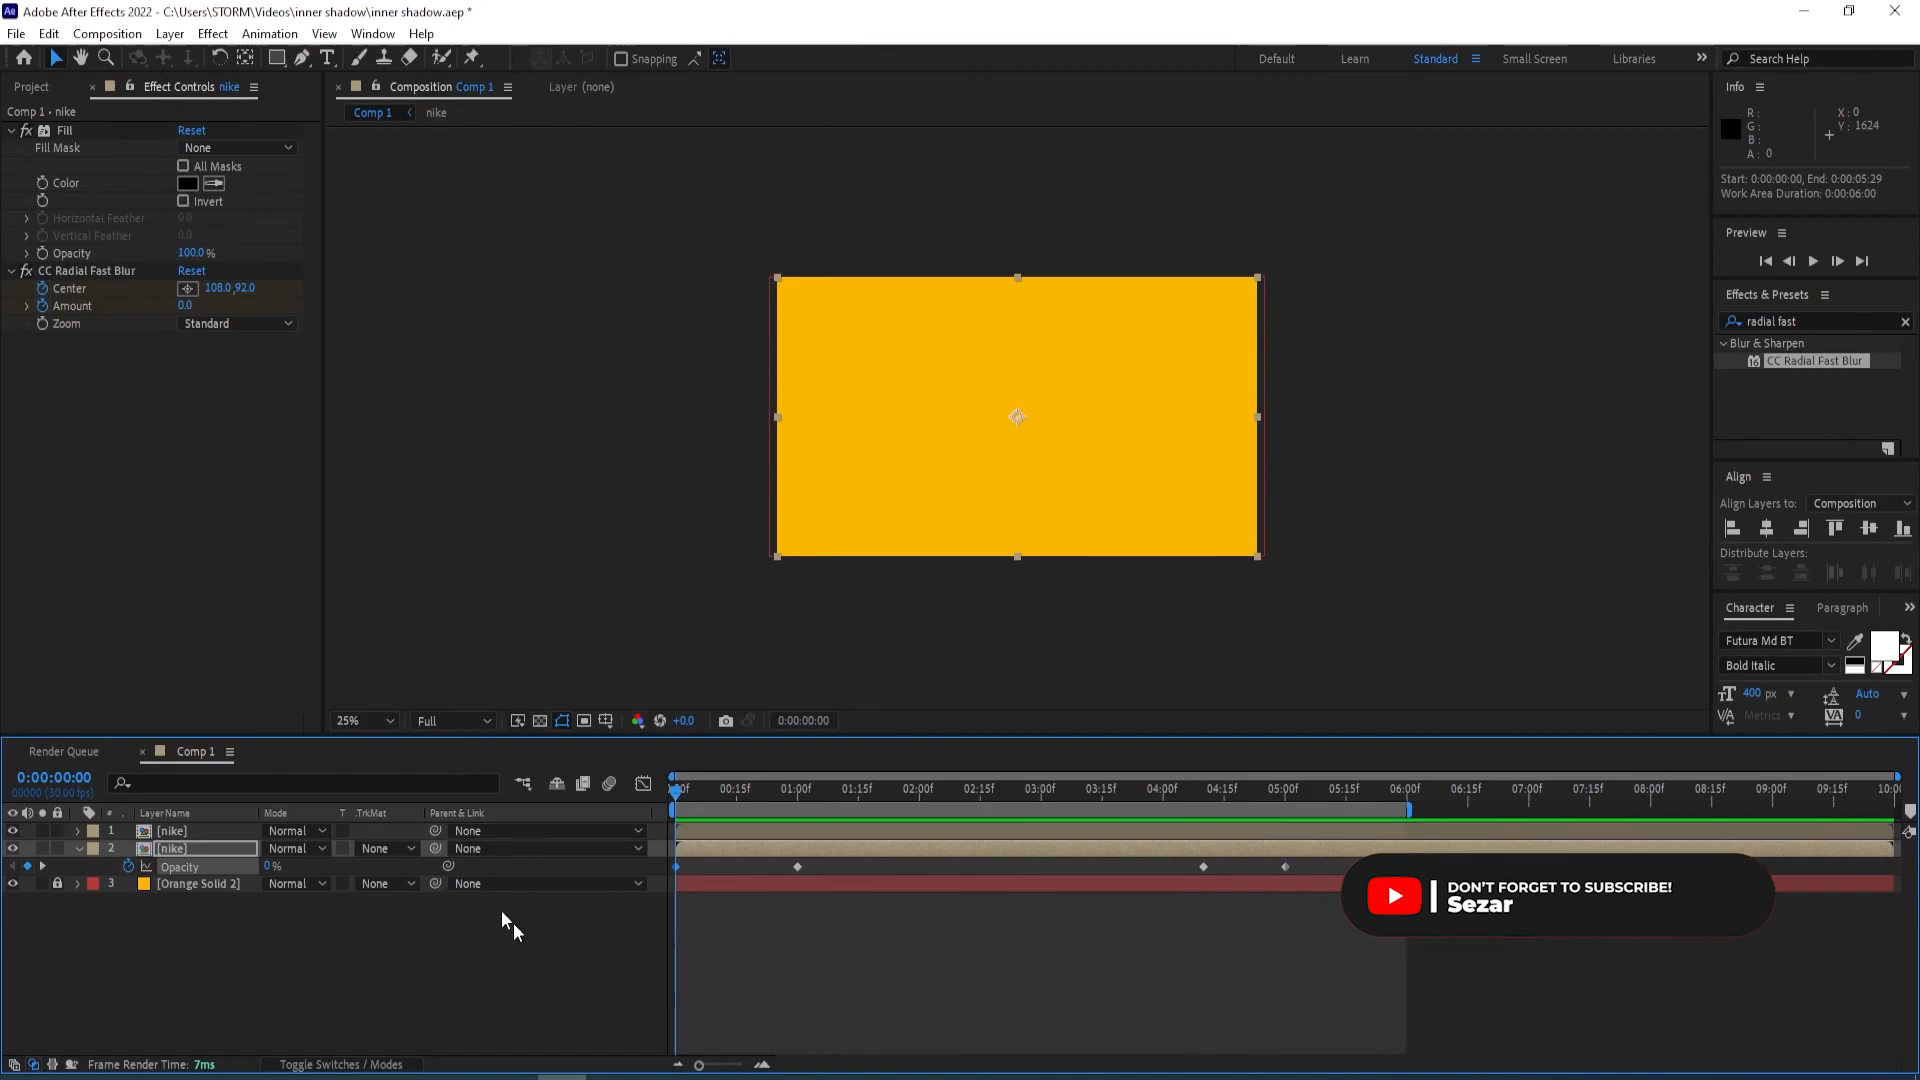 Adobe After Effects 2022 - C:\Users\STORM\Videos\inner shadow\inner shadow.aep *
File Edit Composition Layer Effect Animation View Window Help
Snapping
Default Learn Standard Small Screen Libraries
Search Help
Project
Effect Controls nike
Comp 1 • nike
Fill Reset
Fill Mask None
All Masks
Color
Invert
Horizontal Feather 0.0
Vertical Feather 0.0
Opacity 100.0 %
CC Radial Fast Blur Reset
Center 108.0,92.0
Amount 0.0
Zoom Standard
Composition Comp 1
Layer (none)
Comp 1 nike
25% Full +0.0 0:00:00:00
Info
R :
G :
B :
A : 0
X : 0
Y : 1624
Start: 0:00:00:00, End: 0:00:05:29
Work Area Duration: 0:00:06:00
Preview
Effects & Presets
radial fast
Blur & Sharpen
CC Radial Fast Blur
Align
Align Layers to: Composition
Distribute Layers:
Character Paragraph
Futura Md BT
Bold Italic
400 px Auto
Metrics 0
Render Queue Comp 1
0:00:00:00
00000 (30.00 fps)
# Layer Name Mode T .TrkMat Parent & Link
1 [nike] Normal None
2 [nike] Normal None None
Opacity 0 %
3 [Orange Solid 2] Normal None None
00:15f 01:00f 01:15f 02:00f 02:15f 03:00f 03:15f 04:00f 04:15f 05:00f 05:15f 06:00f 06:15f 07:00f 07:15f 08:00f 08:15f 09:00f 09:15f
DON'T FORGET TO SUBSCRIBE!
Sezar
Frame Render Time: 7ms
Toggle Switches / Modes